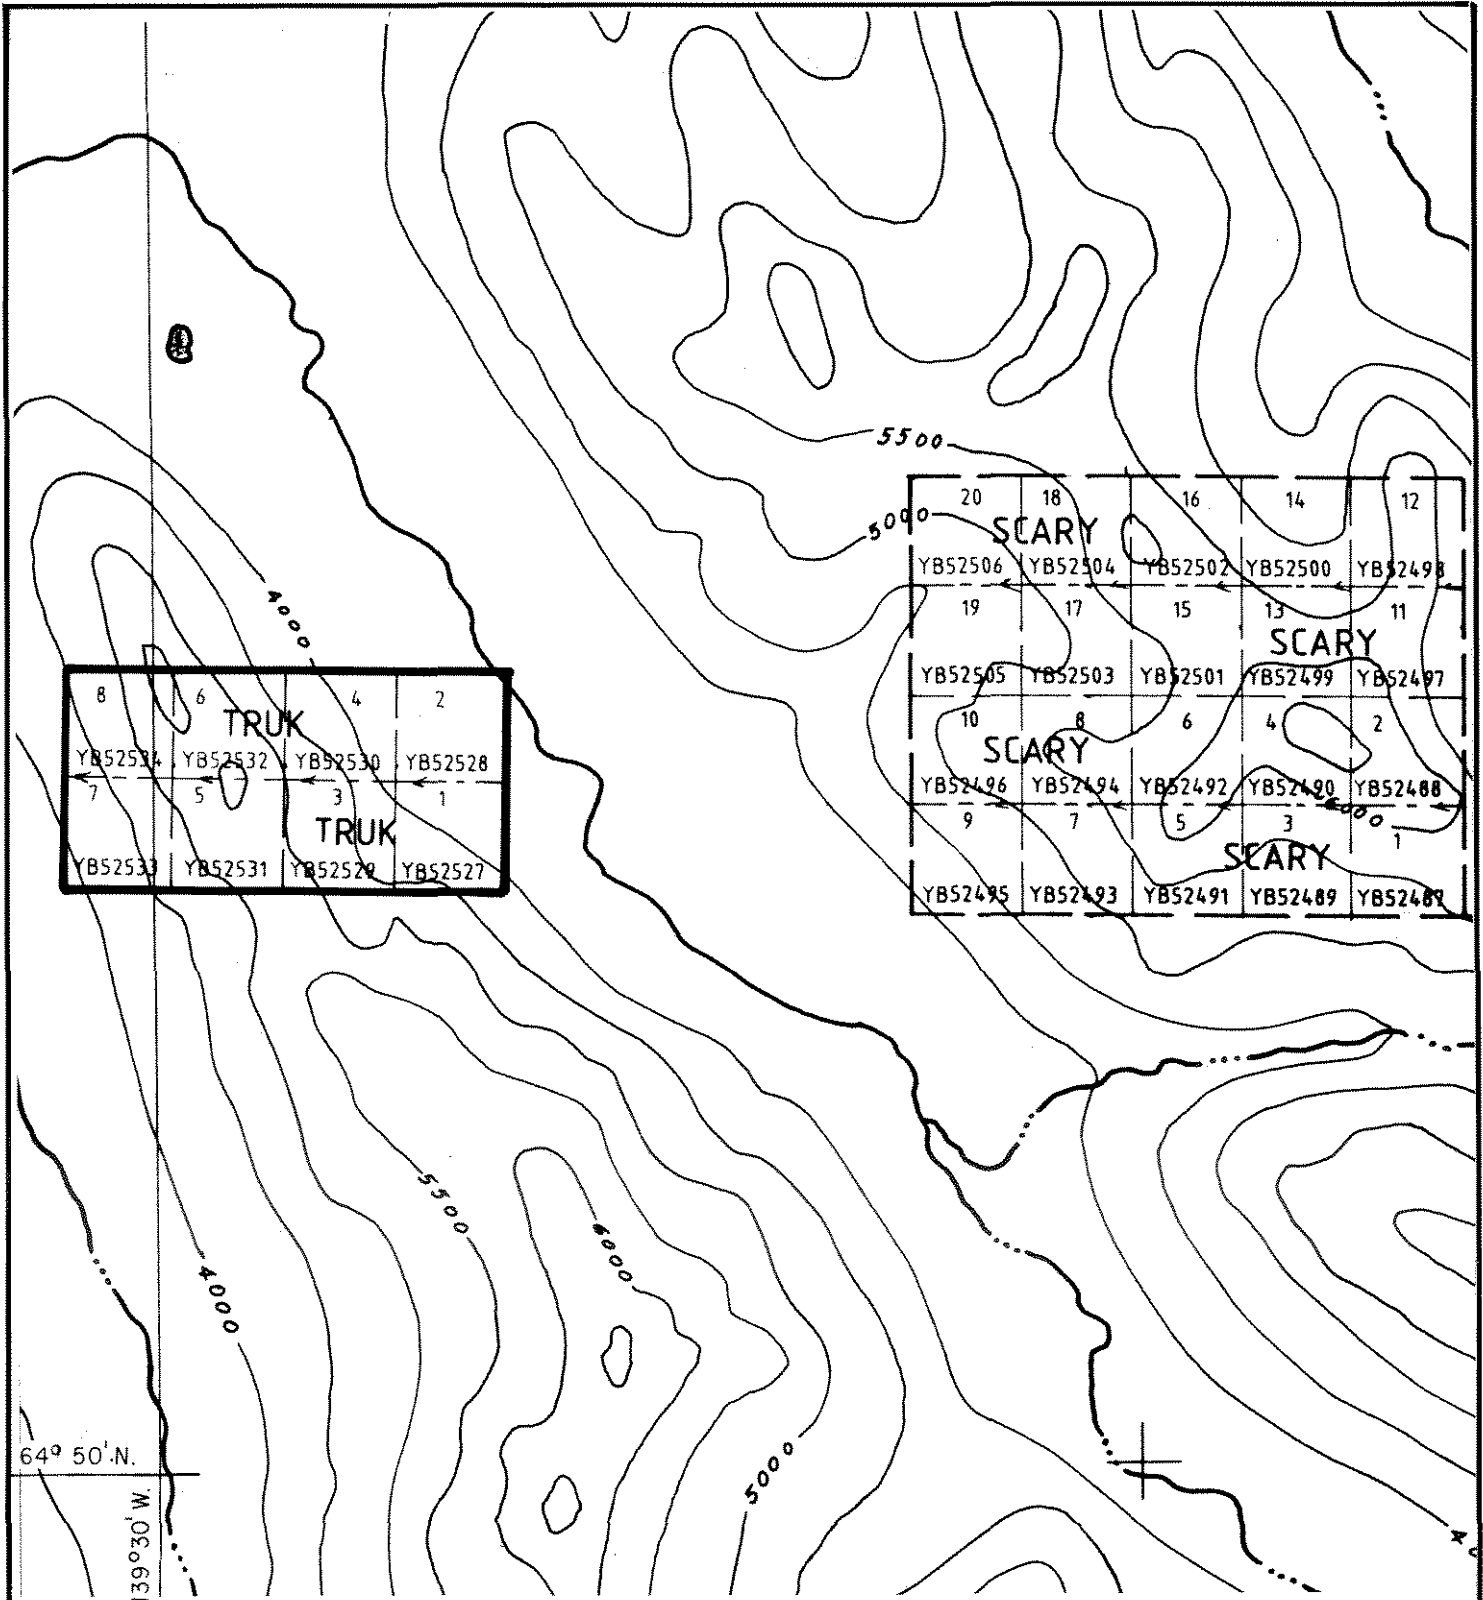 5500
20 18 16 14 12
5000
SCARY
YB52506 YB52504 YB52502 YB52500 YB52498
19 17 15 13 11
4000
SCARY
YB52505 YB52503 YB52501 YB52499 YB52497
8 6 4 2
10 8 6 4 2
TRUK
SCARY
YB52534 YB52532 YB52530 YB52528
YB52496 YB52494 YB52492 YB52490 YB52488
7 5 3 1
6000
9 7 5 3 1
TRUK
SCARY
YB52533 YB52531 YB52529 YB52527
YB52495 YB52493 YB52491 YB52489 YB52487
5500
6000
4000
5000
64° 50' N.
139°30' W.